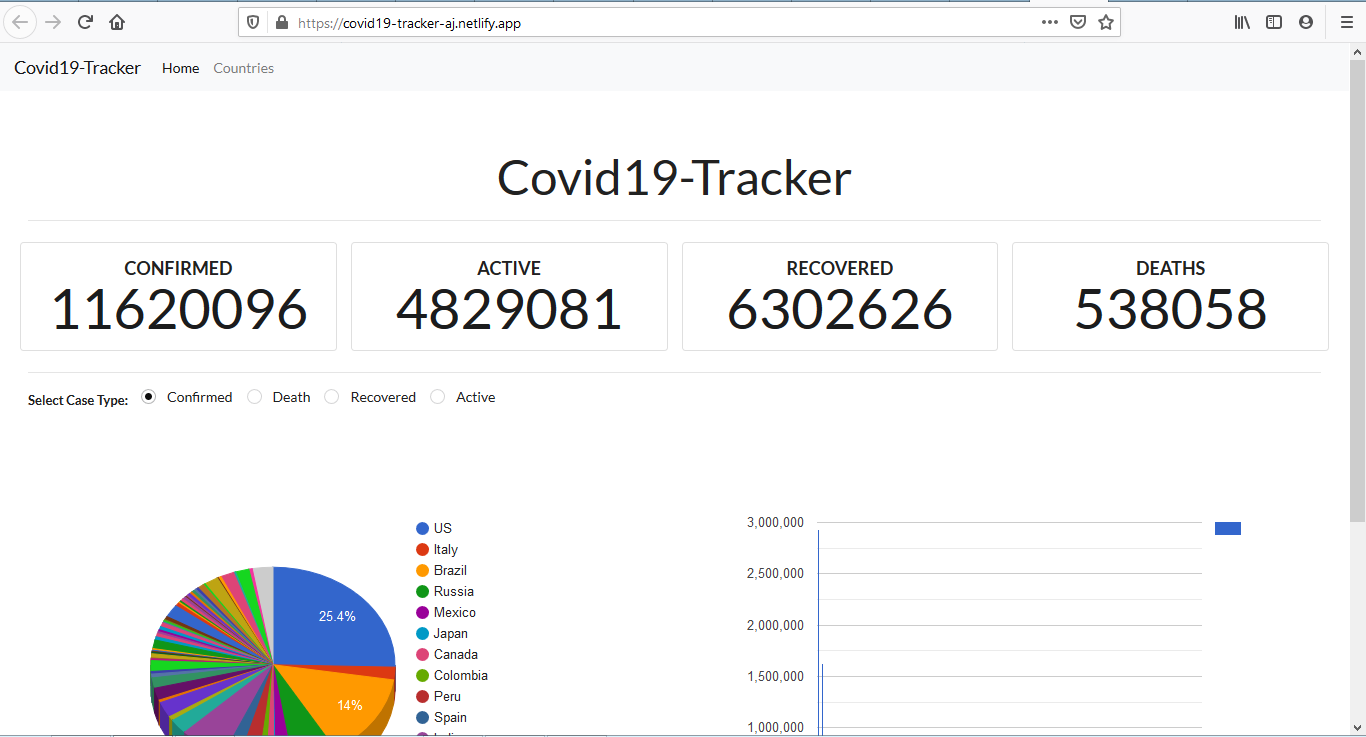 https://covid19-tracker-aj.netlify.app
Covid19-Tracker Home Countries
Covid19-Tracker
CONFIRMED
11620096
ACTIVE
4829081
RECOVERED
6302626
DEATHS
538058
Select Case Type: Confirmed Death Recovered Active
25.4%
14%
US
Italy
Brazil
Russia
Mexico
Japan
Canada
Colombia
Peru
Spain
3,000,000
2,500,000
2,000,000
1,500,000
1,000,000